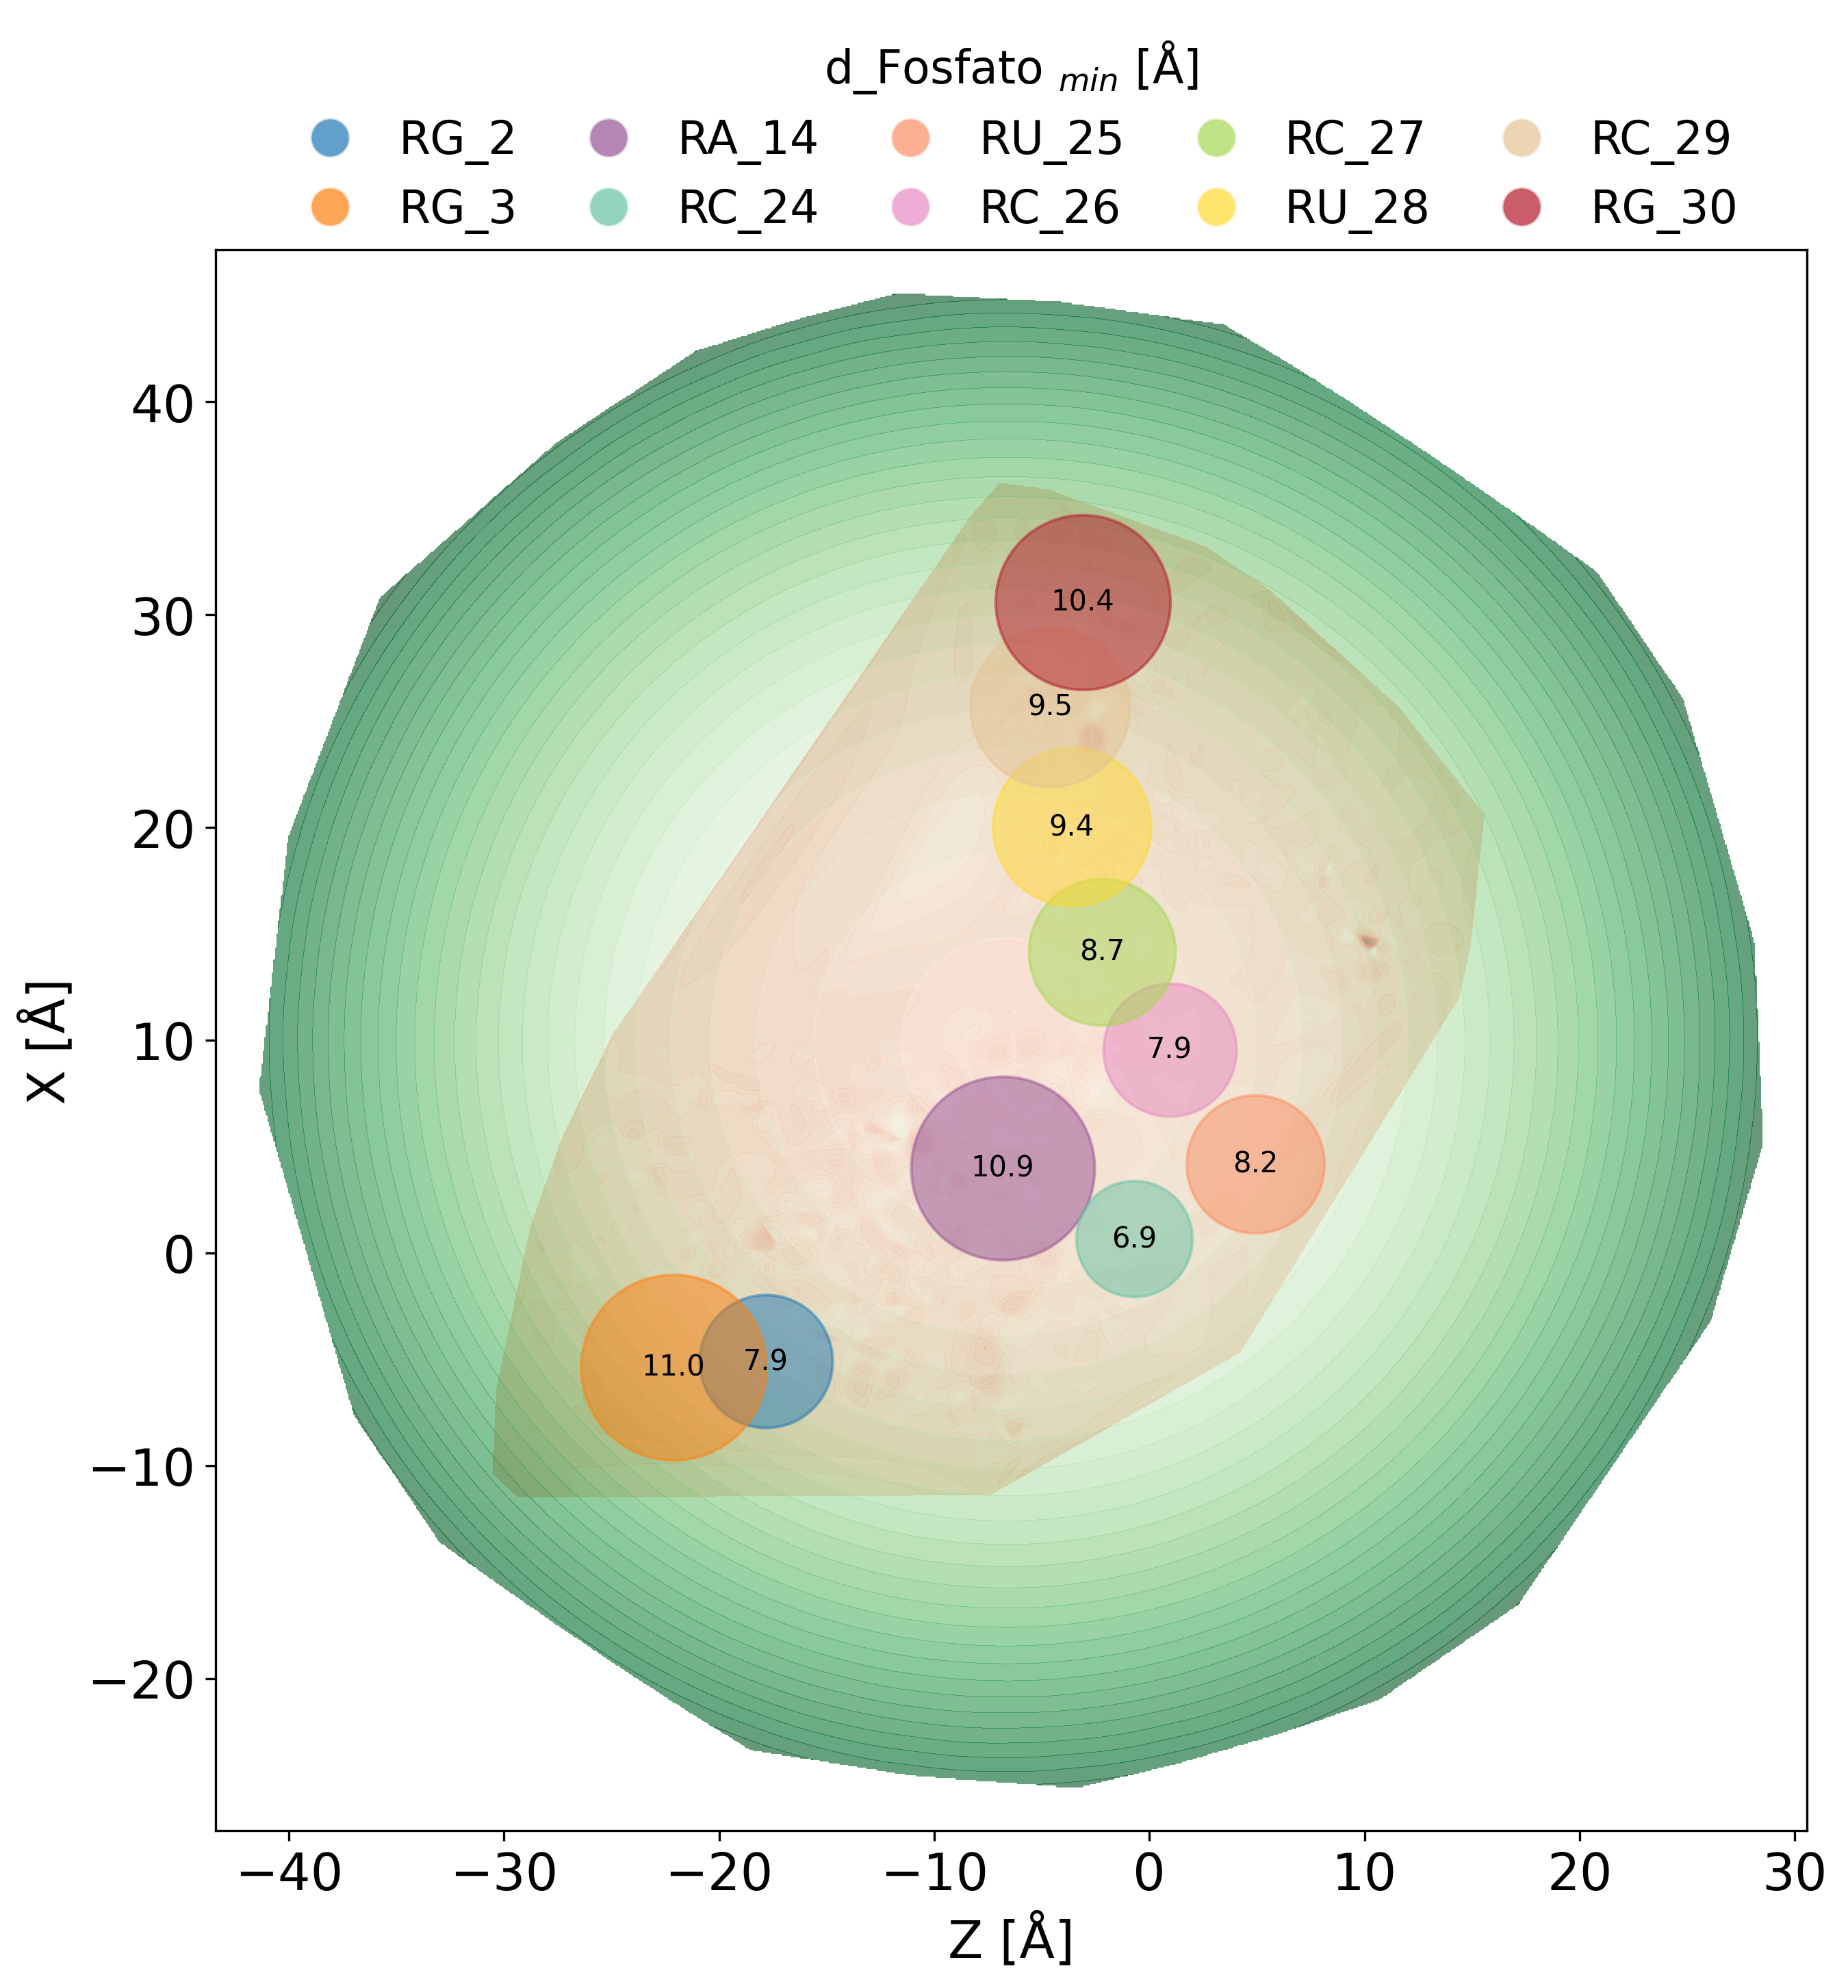 d_Fosfato min [Å]
RG_2 RA_14 RU_25 RC_27 RC_29
RG_3 RC_24 RC_26 RU_28 RG_30
40
30
20
10
0
−10
−20
X [Å]
10.4
9.5
9.4
8.7
7.9
10.9
8.2
6.9
11.0 7.9
−40 −30 −20 −10 0 10 20 30
Z [Å]